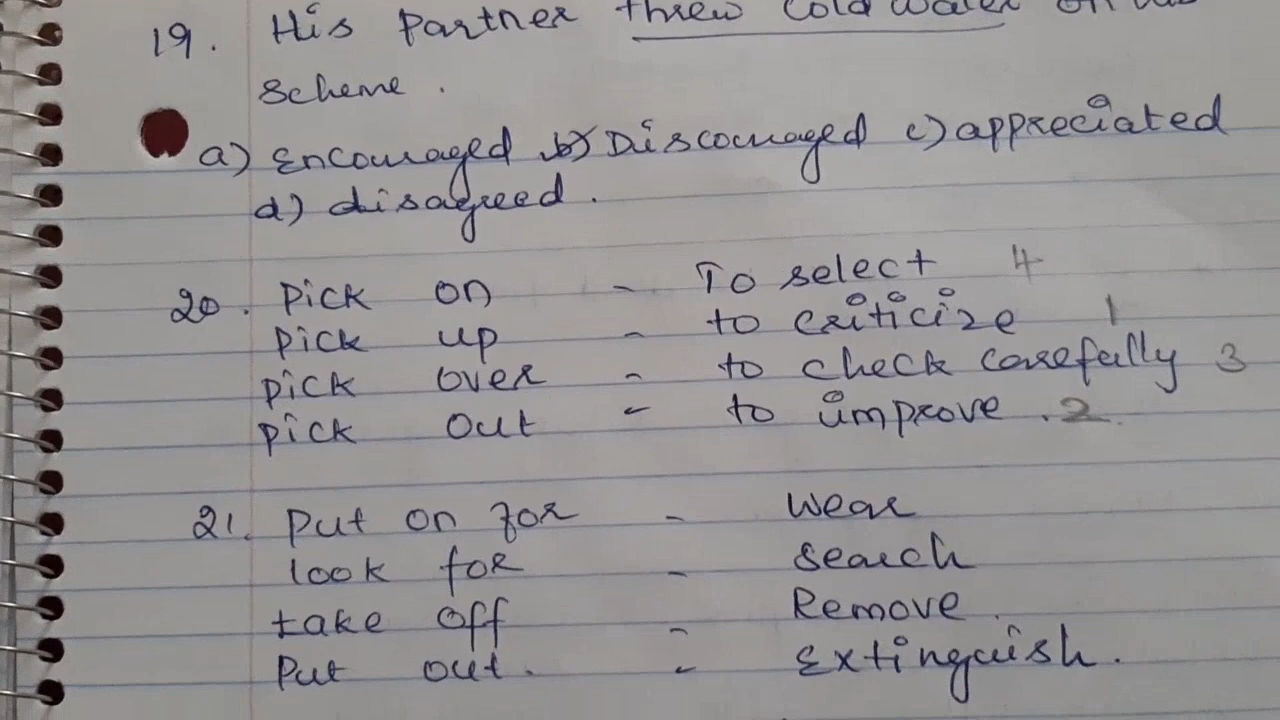 19. His Partner threw cold water on his
scheme.
a) Encouraged b) Discouraged c) appreciated
d) disagreed.
20. Pick on - To select 4
Pick up - to criticize 1
pick over - to check carefully 3
pick out - to improve. 2
21. Put on for - Wear
look for - Search
take off - Remove.
Put out. - Extinguish.